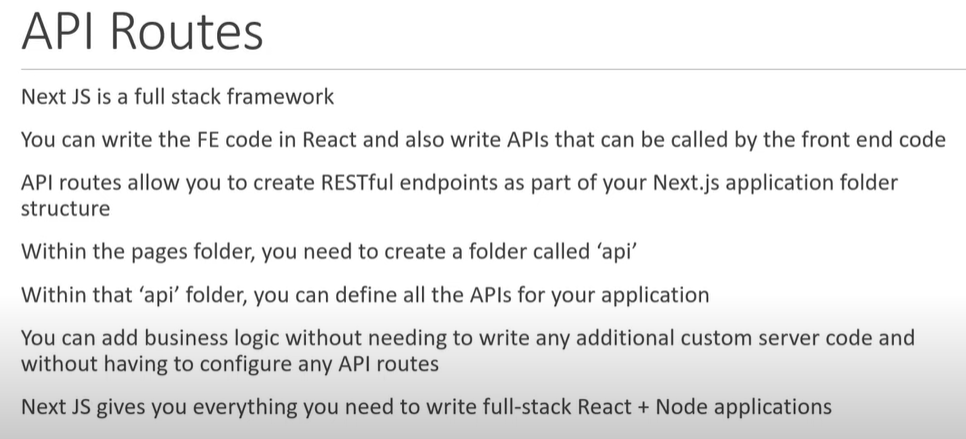 API Routes
Next JS is a full stack framework
You can write the FE code in React and also write APIs that can be called by the front end code
API routes allow you to create RESTful endpoints as part of your Next.js application folder
structure
Within the pages folder, you need to create a folder called ‘api’
Within that ‘api’ folder, you can define all the APIs for your application
You can add business logic without needing to write any additional custom server code and
without having to configure any API routes
Next JS gives you everything you need to write full-stack React + Node applications